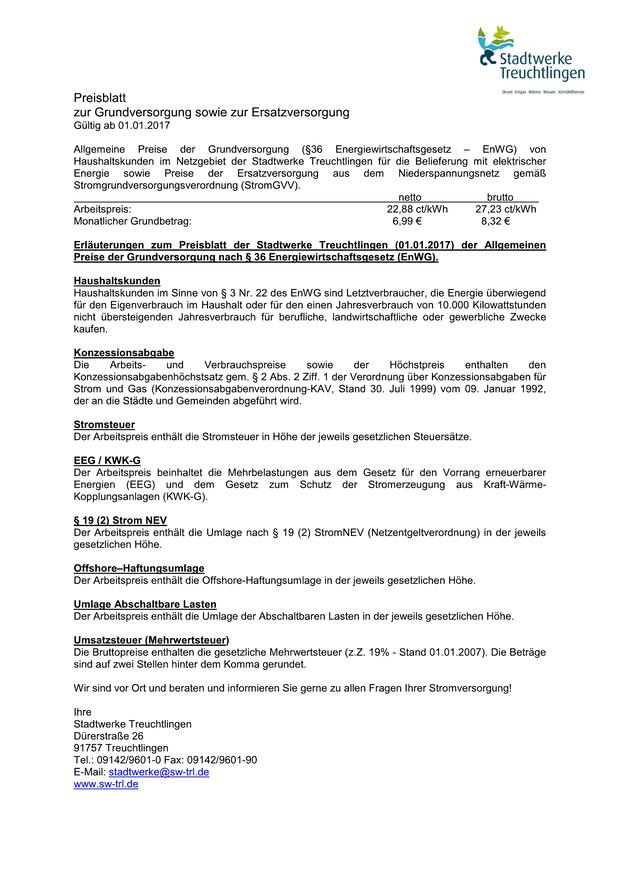 Stadtwerke
Treuchtlingen
Strom Erdgas Wärme Wasser Altmühltherme
Preisblatt
zur Grundversorgung sowie zur Ersatzversorgung
Gültig ab 01.01.2017
Allgemeine Preise der Grundversorgung (§36 Energiewirtschaftsgesetz – EnWG) von
Haushaltskunden im Netzgebiet der Stadtwerke Treuchtlingen für die Belieferung mit elektrischer
Energie sowie Preise der Ersatzversorgung aus dem Niederspannungsnetz gemäß
Stromgrundversorgungsverordnung (StromGVV).
netto brutto
Arbeitspreis: 22,88 ct/kWh 27,23 ct/kWh
Monatlicher Grundbetrag: 6,99 € 8,32 €
Erläuterungen zum Preisblatt der Stadtwerke Treuchtlingen (01.01.2017) der Allgemeinen
Preise der Grundversorgung nach § 36 Energiewirtschaftsgesetz (EnWG).
Haushaltskunden
Haushaltskunden im Sinne von § 3 Nr. 22 des EnWG sind Letztverbraucher, die Energie überwiegend
für den Eigenverbrauch im Haushalt oder für den einen Jahresverbrauch von 10.000 Kilowattstunden
nicht übersteigenden Jahresverbrauch für berufliche, landwirtschaftliche oder gewerbliche Zwecke
kaufen.
Konzessionsabgabe
Die Arbeits- und Verbrauchspreise sowie der Höchstpreis enthalten den
Konzessionsabgabenhöchstsatz gem. § 2 Abs. 2 Ziff. 1 der Verordnung über Konzessionsabgaben für
Strom und Gas (Konzessionsabgabenverordnung-KAV, Stand 30. Juli 1999) vom 09. Januar 1992,
der an die Städte und Gemeinden abgeführt wird.
Stromsteuer
Der Arbeitspreis enthält die Stromsteuer in Höhe der jeweils gesetzlichen Steuersätze.
EEG / KWK-G
Der Arbeitspreis beinhaltet die Mehrbelastungen aus dem Gesetz für den Vorrang erneuerbarer
Energien (EEG) und dem Gesetz zum Schutz der Stromerzeugung aus Kraft-Wärme-
Kopplungsanlagen (KWK-G).
§ 19 (2) Strom NEV
Der Arbeitspreis enthält die Umlage nach § 19 (2) StromNEV (Netzentgeltverordnung) in der jeweils
gesetzlichen Höhe.
Offshore–Haftungsumlage
Der Arbeitspreis enthält die Offshore-Haftungsumlage in der jeweils gesetzlichen Höhe.
Umlage Abschaltbare Lasten
Der Arbeitspreis enthält die Umlage der Abschaltbaren Lasten in der jeweils gesetzlichen Höhe.
Umsatzsteuer (Mehrwertsteuer)
Die Bruttopreise enthalten die gesetzliche Mehrwertsteuer (z.Z. 19% - Stand 01.01.2007). Die Beträge
sind auf zwei Stellen hinter dem Komma gerundet.
Wir sind vor Ort und beraten und informieren Sie gerne zu allen Fragen Ihrer Stromversorgung!
Ihre
Stadtwerke Treuchtlingen
Dürerstraße 26
91757 Treuchtlingen
Tel.: 09142/9601-0 Fax: 09142/9601-90
E-Mail: stadtwerke@sw-trl.de
www.sw-trl.de